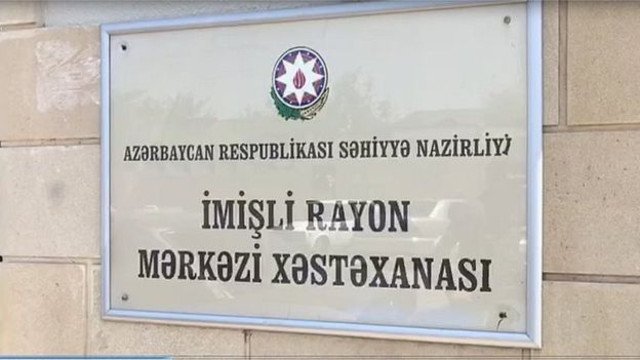 AZƏRBAYCAN RESPUBLİKASI SƏHİYYƏ NAZİRLİYİ
İMİŞLİ RAYON
MƏRKƏZİ XƏSTƏXANASI